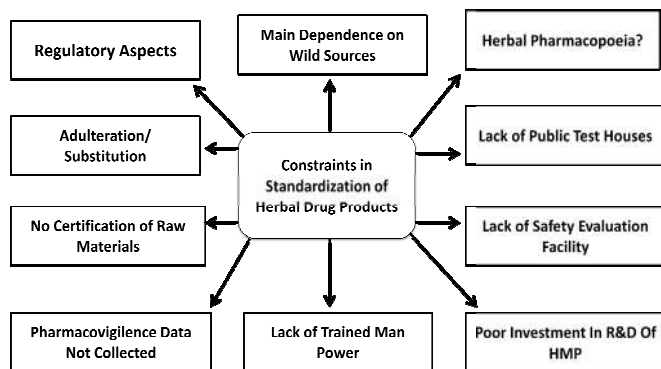 Regulatory Aspects
Main Dependence on
Wild Sources
Herbal Pharmacopoeia?
Adulteration/
Substitution
Constraints in
Standardization of
Herbal Drug Products
Lack of Public Test Houses
No Certification of Raw
Materials
Lack of Safety Evaluation
Facility
Pharmacovigilence Data
Not Collected
Lack of Trained Man
Power
Poor Investment In R&D Of
HMP